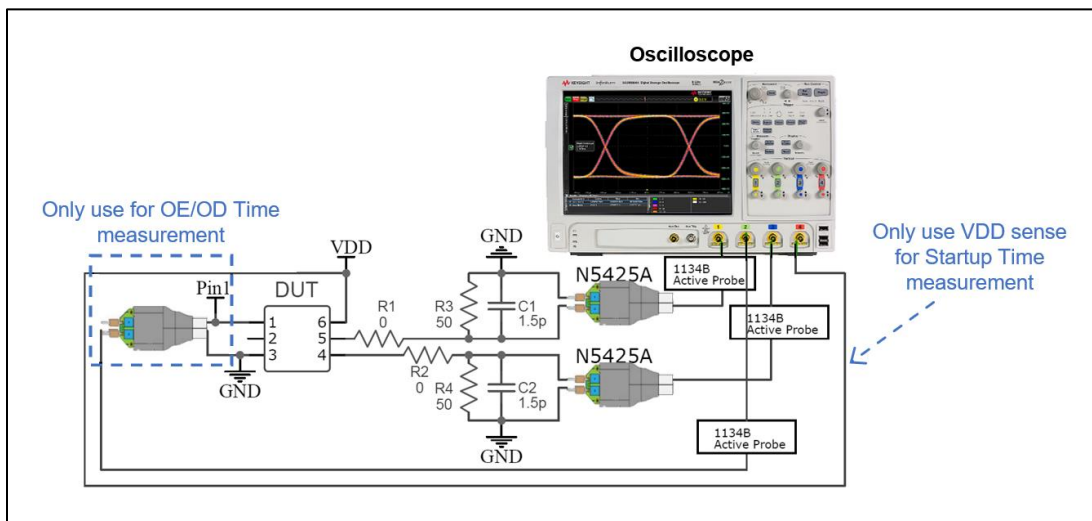 Oscilloscope
KEYSIGHT
Only use for OE/OD Time
measurement
VDD
GND
N5425A
1134B
Active Probe
Only use VDD sense
for Startup Time
measurement
Pin1
DUT
1
2
3
6
5
4
R1
0
R3
50
C1
1.5p
1134B
Active Probe
GND
R2
0
R4
50
C2
1.5p
N5425A
GND
1134B
Active Probe